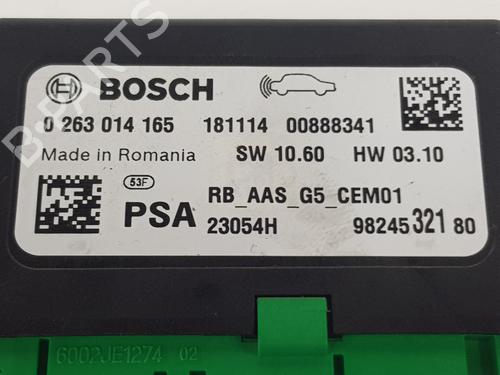 BOSCH
0 263 014 165 181114 00888341
Made in Romania SW 10.60 HW 03.10
53F
PSA RB_AAS_G5_CEM01
23054H 98245 321 80
6002JE1274 02
B-PARTS